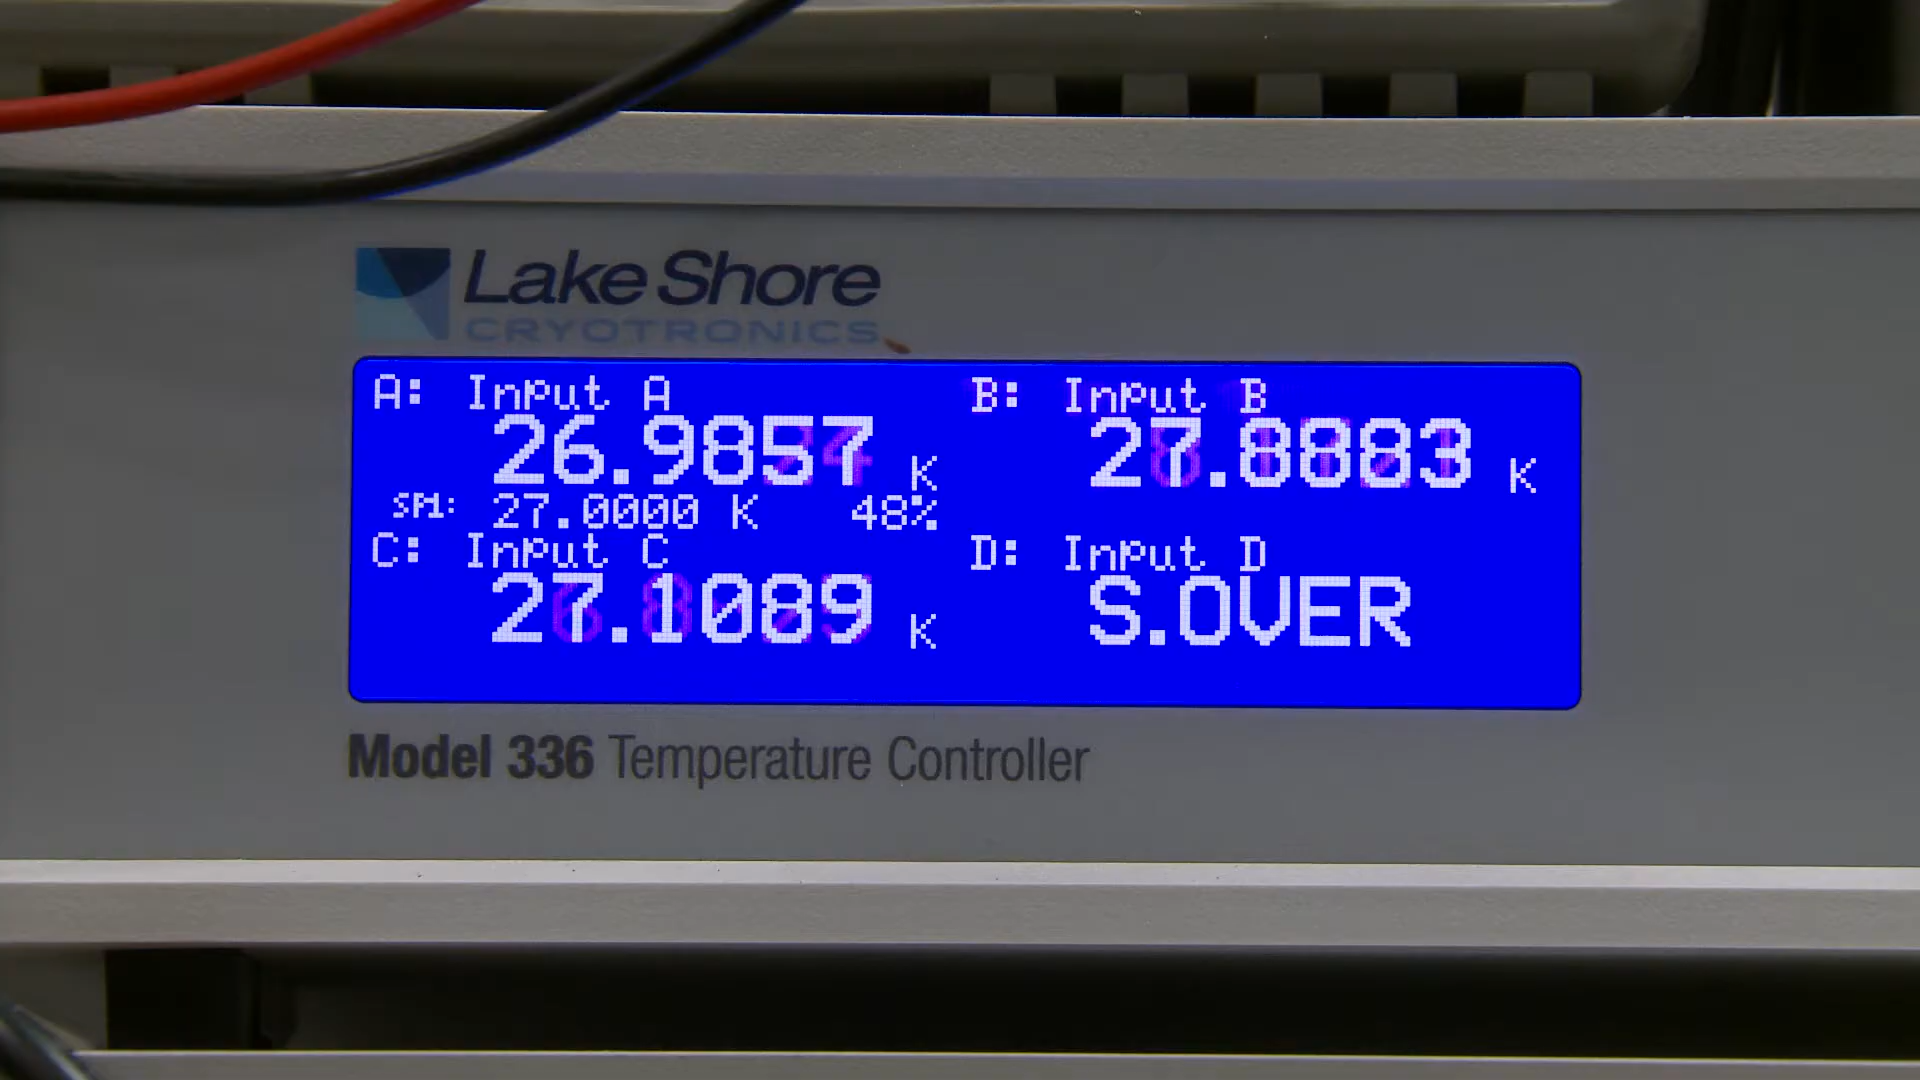 Lake Shore
CRYOTRONICS
A: Input A
26.9857 K
SP1: 27.0000 K 48%
B: Input B
27.8883 K
C: Input C
27.1089 K
D: Input D
S.OVER
Model 336 Temperature Controller